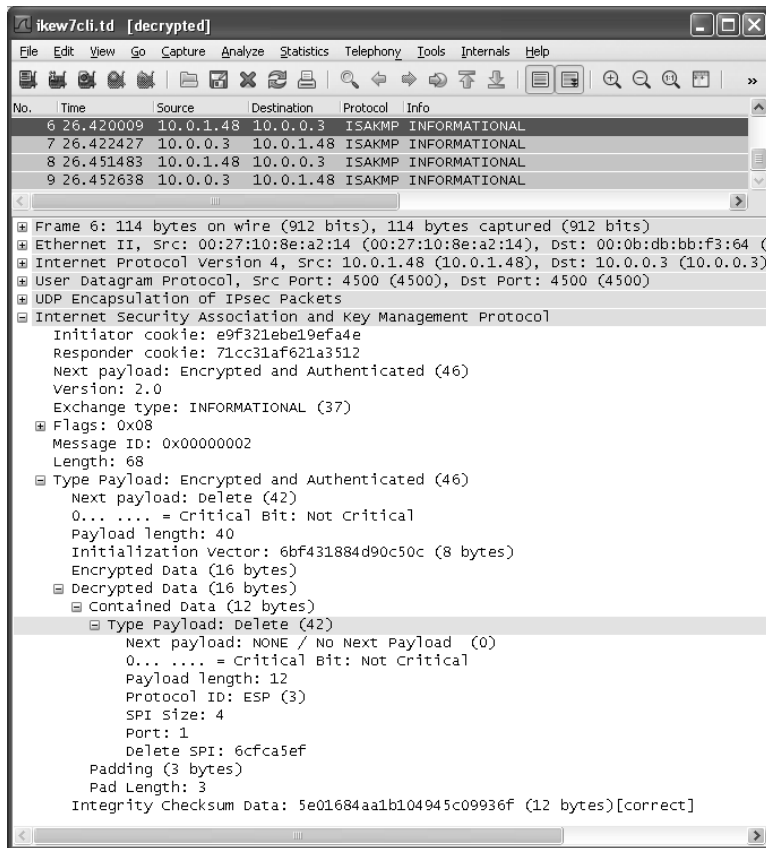 ikew7cli.td [decrypted]
File Edit View Go Capture Analyze Statistics Telephony Tools Internals Help
No. Time Source Destination Protocol Info
6 26.420009 10.0.1.48 10.0.0.3 ISAKMP INFORMATIONAL
7 26.422427 10.0.0.3 10.0.1.48 ISAKMP INFORMATIONAL
8 26.451483 10.0.1.48 10.0.0.3 ISAKMP INFORMATIONAL
9 26.452638 10.0.0.3 10.0.1.48 ISAKMP INFORMATIONAL
Frame 6: 114 bytes on wire (912 bits), 114 bytes captured (912 bits)
Ethernet II, Src: 00:27:10:8e:a2:14 (00:27:10:8e:a2:14), Dst: 00:0b:db:bb:f3:64 (
Internet Protocol Version 4, Src: 10.0.1.48 (10.0.1.48), Dst: 10.0.0.3 (10.0.0.3)
User Datagram Protocol, Src Port: 4500 (4500), Dst Port: 4500 (4500)
UDP Encapsulation of IPsec Packets
Internet Security Association and Key Management Protocol
Initiator cookie: e9f321ebe19efa4e
Responder cookie: 71cc31af621a3512
Next payload: Encrypted and Authenticated (46)
Version: 2.0
Exchange type: INFORMATIONAL (37)
Flags: 0x08
Message ID: 0x00000002
Length: 68
Type Payload: Encrypted and Authenticated (46)
Next payload: Delete (42)
0... .... = Critical Bit: Not Critical
Payload length: 40
Initialization Vector: 6bf431884d90c50c (8 bytes)
Encrypted Data (16 bytes)
Decrypted Data (16 bytes)
Contained Data (12 bytes)
Type Payload: Delete (42)
Next payload: NONE / No Next Payload (0)
0... .... = Critical Bit: Not Critical
Payload length: 12
Protocol ID: ESP (3)
SPI Size: 4
Port: 1
Delete SPI: 6cfca5ef
Padding (3 bytes)
Pad Length: 3
Integrity Checksum Data: 5e01684aa1b104945c09936f (12 bytes)[correct]